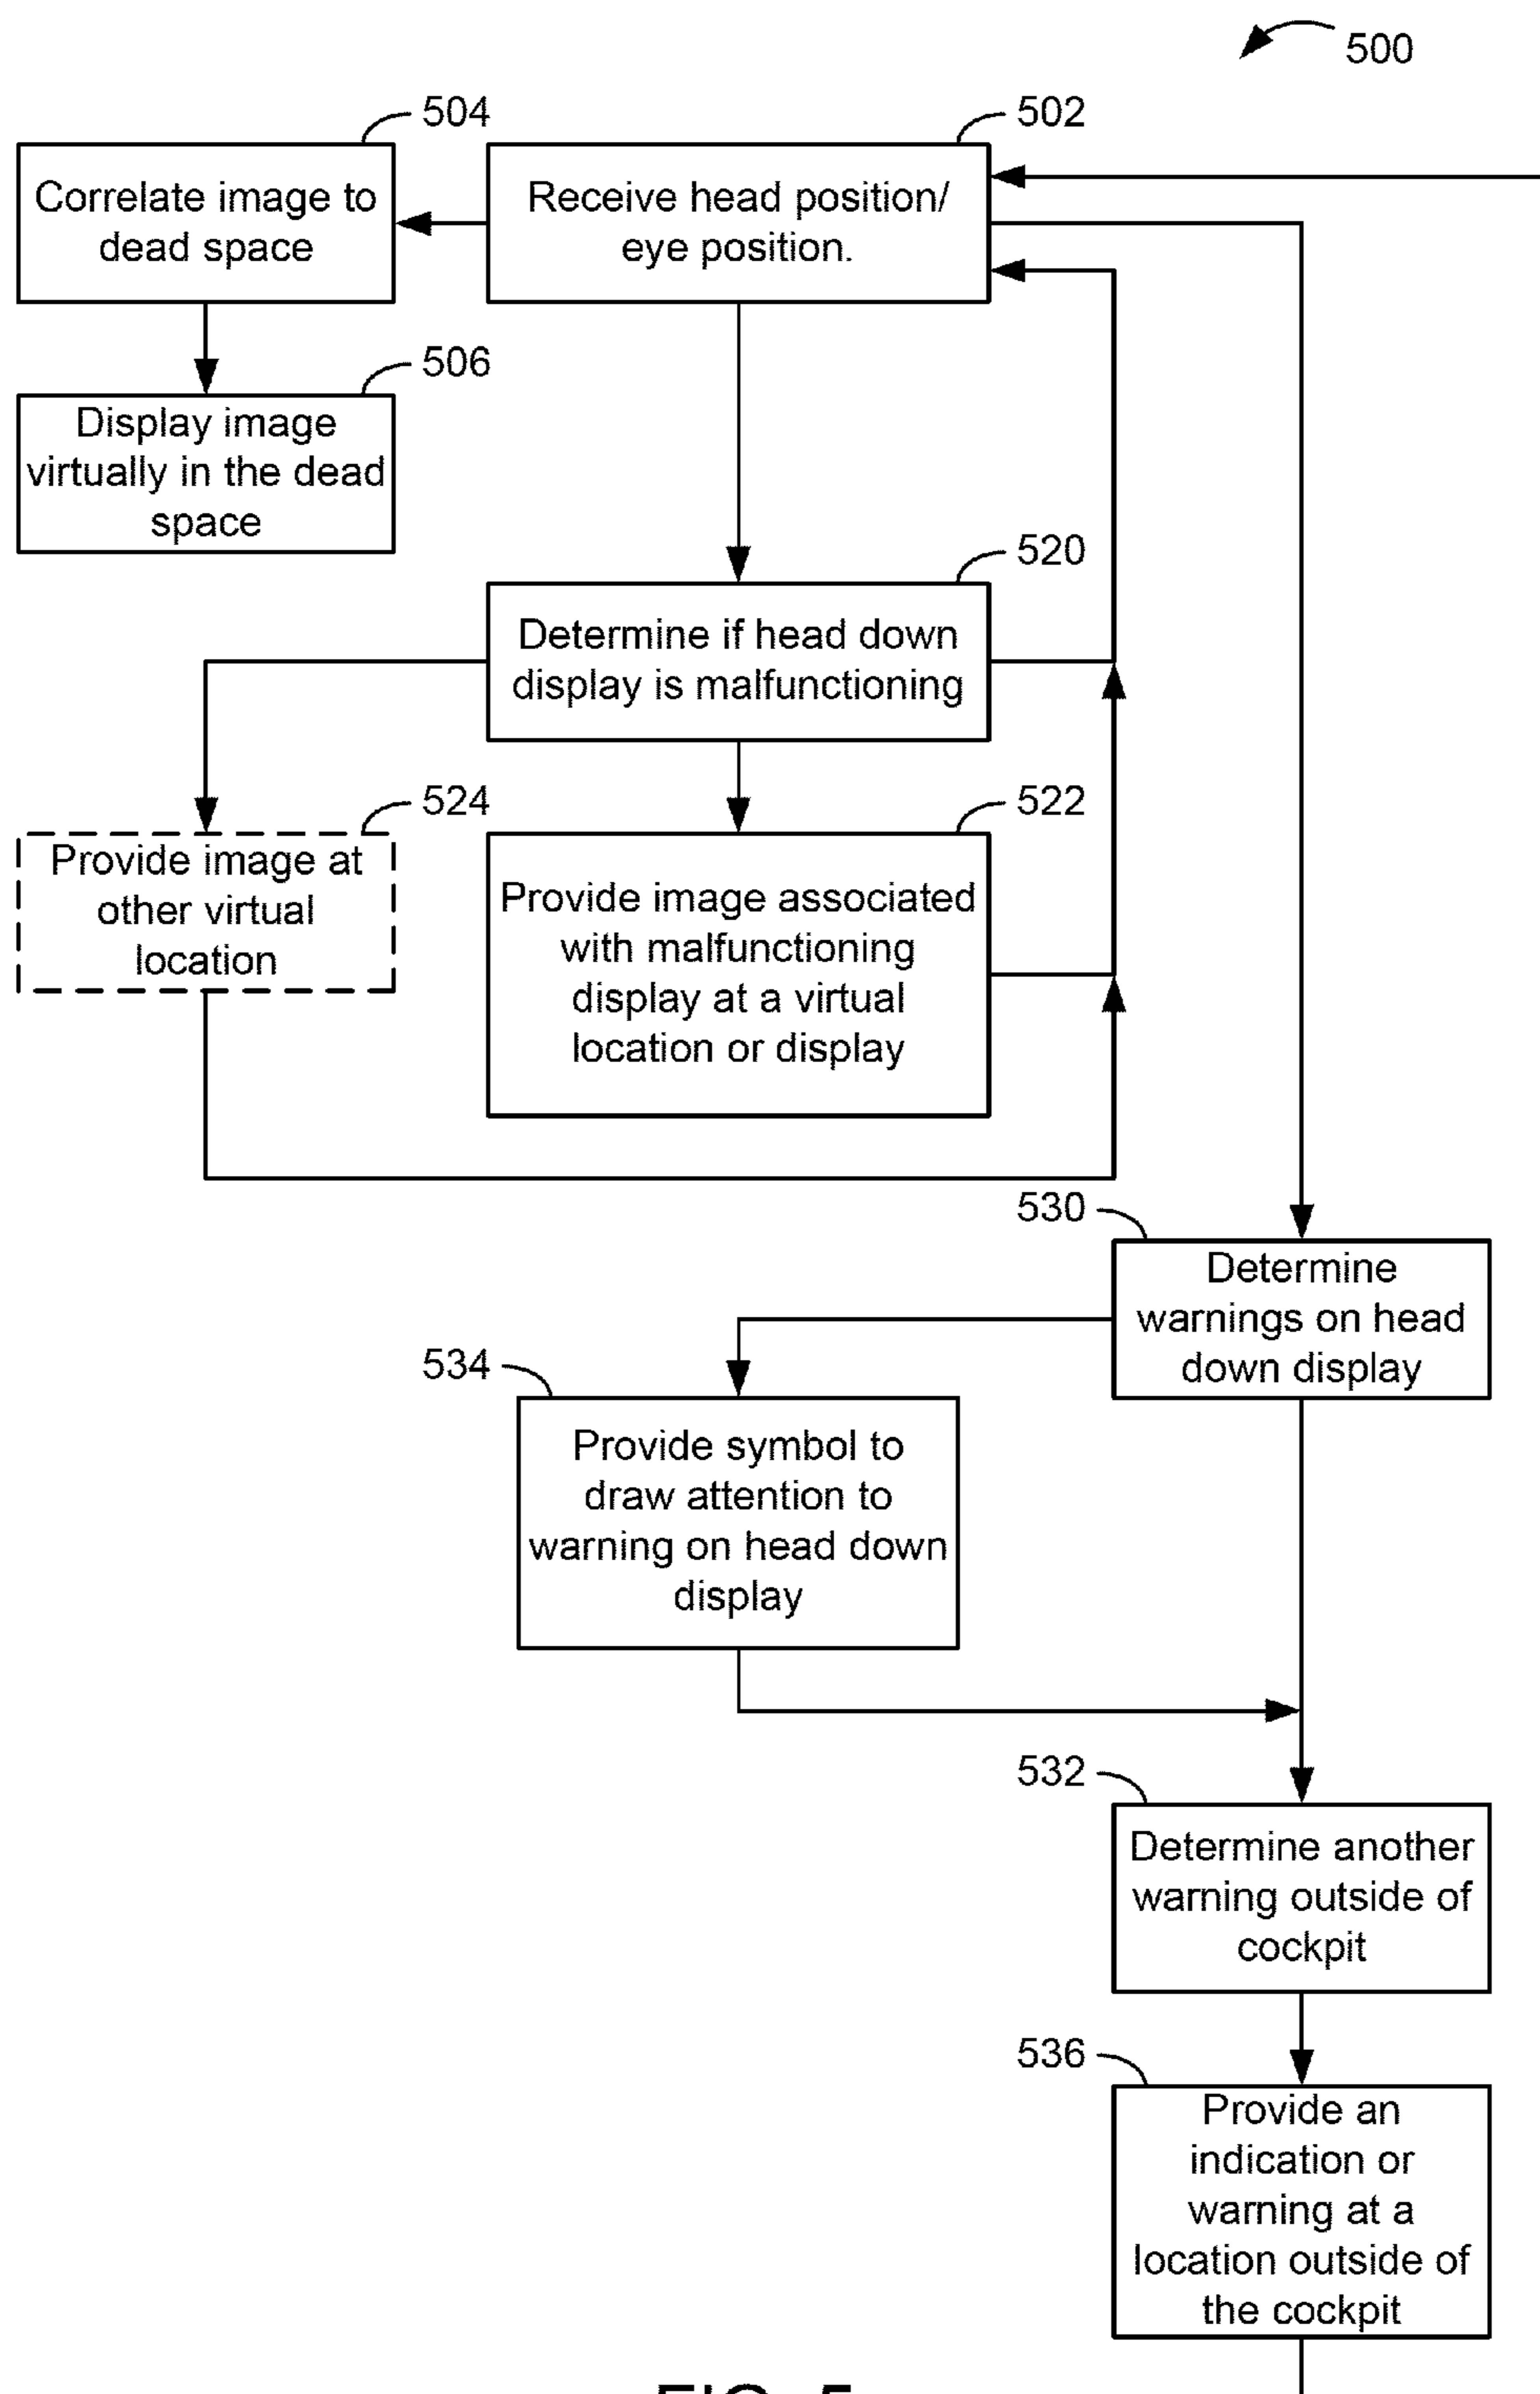 500
504
502
Correlate image to
dead space
Receive head position/
eye position.
506
Display image
virtually in the dead
space
520
Determine if head down
display is malfunctioning
524
522
Provide image at
other virtual
location
Provide image associated
with malfunctioning
display at a virtual
location or display
530
Determine
warnings on head
down display
534
Provide symbol to
draw attention to
warning on head down
display
532
Determine another
warning outside of
cockpit
536
Provide an
indication or
warning at a
location outside of
the cockpit
FIG. 5